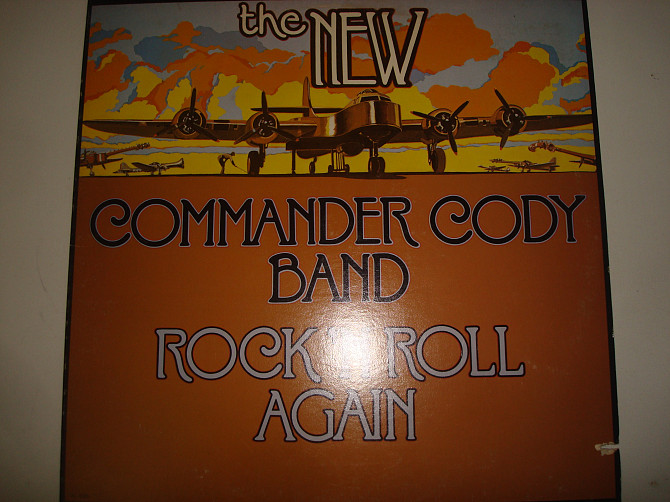 the NEW
COMMANDER CODY
BAND
ROCK'N ROLL
AGAIN